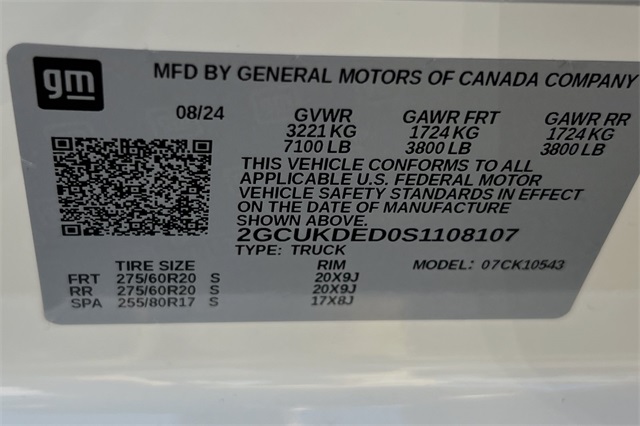 gm
MFD BY GENERAL MOTORS OF CANADA COMPANY
08/24 GVWR GAWR FRT GAWR RR
3221 KG 1724 KG 1724 KG
7100 LB 3800 LB 3800 LB
THIS VEHICLE CONFORMS TO ALL
APPLICABLE U.S. FEDERAL MOTOR
VEHICLE SAFETY STANDARDS IN EFFECT
ON THE DATE OF MANUFACTURE
SHOWN ABOVE.
2GCUKDED0S1108107
TYPE: TRUCK
TIRE SIZE RIM MODEL: 07CK10543
FRT 275/60R20 S 20X9J
RR 275/60R20 S 20X9J
SPA 255/80R17 S 17X8J